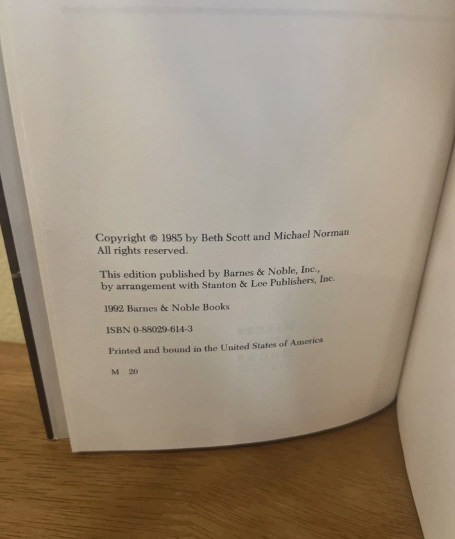 Copyright © 1985 by Beth Scott and Michael Norman
All rights reserved.
This edition published by Barnes & Noble, Inc.,
by arrangement with Stanton & Lee Publishers, Inc.
1992 Barnes & Noble Books
ISBN 0-88029-614-3
Printed and bound in the United States of America
M 20